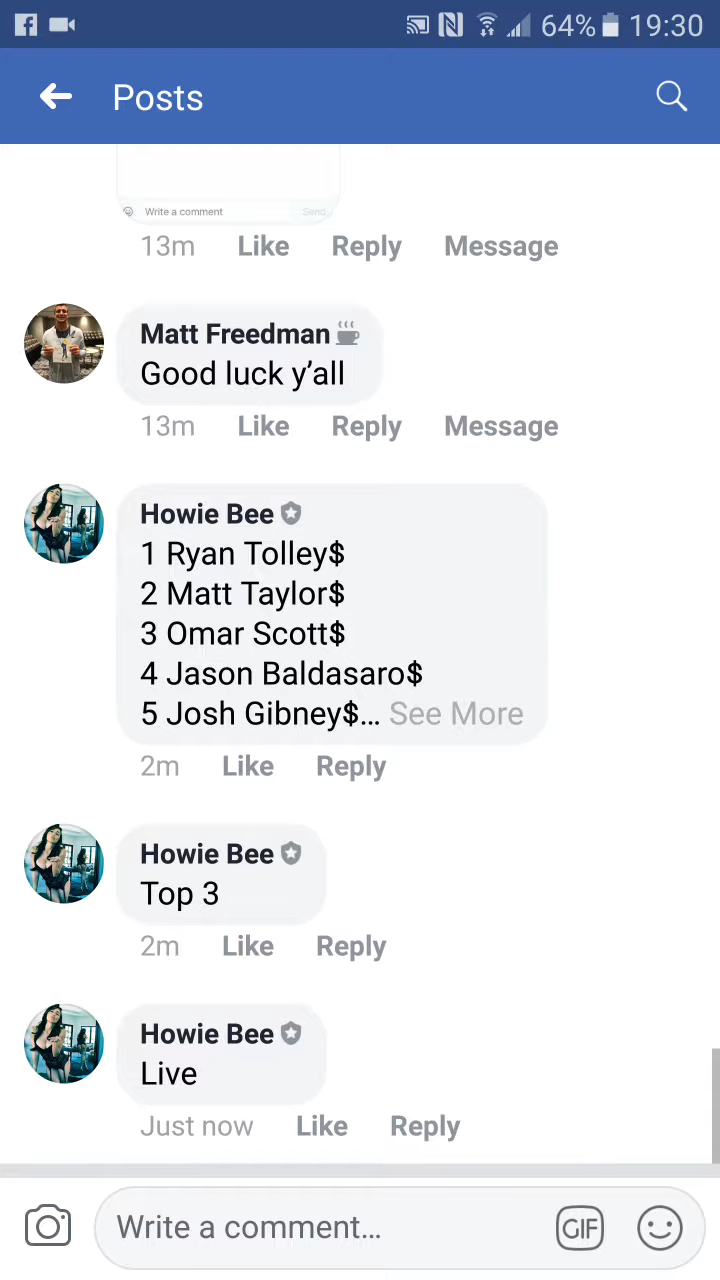 64% 19:30
Posts
Write a comment Send
13m Like Reply Message
Matt Freedman
Good luck y’all
13m Like Reply Message
Howie Bee
1 Ryan Tolley$
2 Matt Taylor$
3 Omar Scott$
4 Jason Baldasaro$
5 Josh Gibney$... See More
2m Like Reply
Howie Bee
Top 3
2m Like Reply
Howie Bee
Live
Just now Like Reply
Write a comment... GIF